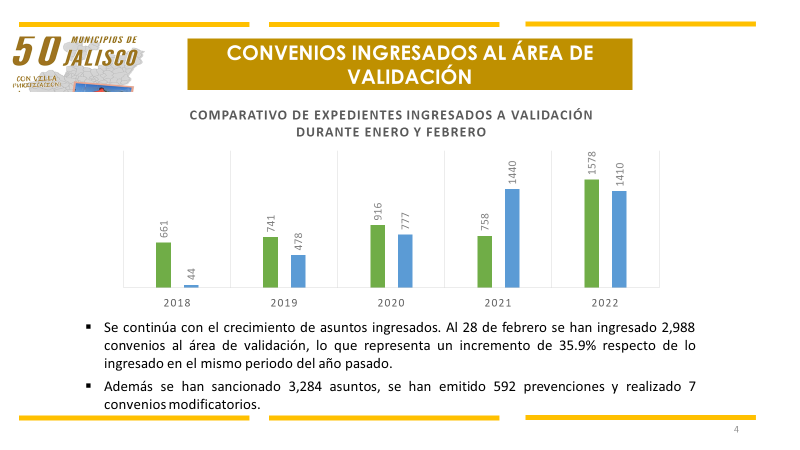 50 MUNICIPIOS DE
JALISCO
CON VILLA
CONVENIOS INGRESADOS AL ÁREA DE
VALIDACIÓN
COMPARATIVO DE EXPEDIENTES INGRESADOS A VALIDACIÓN
DURANTE ENERO Y FEBRERO
661
44
741
478
916
777
758
1440
1578
1410
2018
2019
2020
2021
2022
▪ Se continúa con el crecimiento de asuntos ingresados. Al 28 de febrero se han ingresado 2,988
convenios al área de validación, lo que representa un incremento de 35.9% respecto de lo
ingresado en el mismo periodo del año pasado.
▪ Además se han sancionado 3,284 asuntos, se han emitido 592 prevenciones y realizado 7
convenios modificatorios.
4